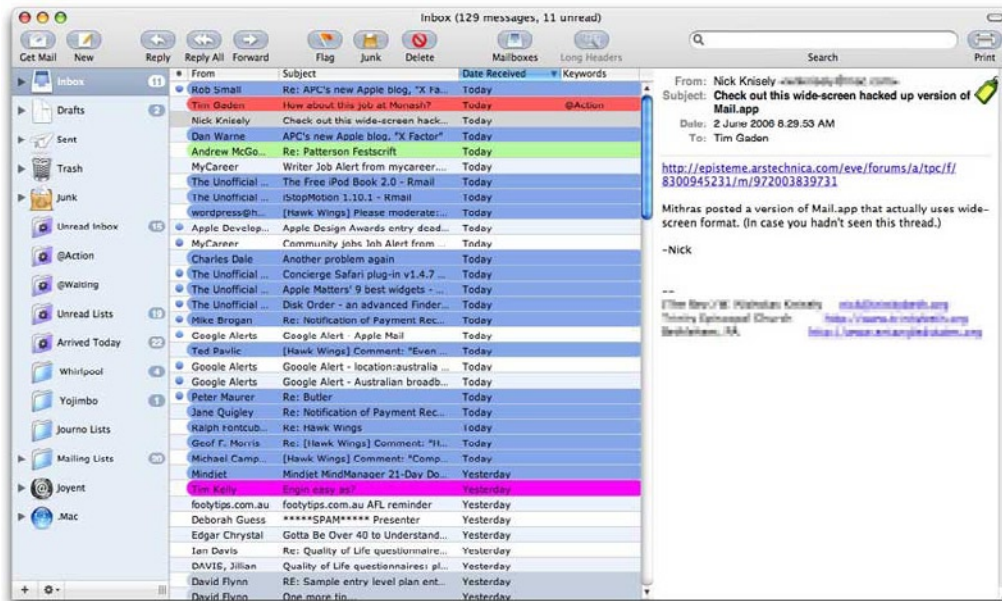 Inbox (129 messages, 11 unread)
Get Mail New Reply Reply All Forward Flag Junk Delete Mailboxes Long Headers Search Print
Inbox 11
Drafts 2
Sent
Trash
Junk
Unread Inbox 15
@Action
@Waiting
Unread Lists 19
Arrived Today 22
Whirlpool 4
Yojimbo 1
Journo Lists
Mailing Lists 20
Joyent
.Mac
From Subject Date Received Keywords
Rob Small Re: APC's new Apple blog, "X Fa... Today
Tim Gaden How about this job at Monash? Today @Action
Nick Knisely Check out this wide-screen hack... Today
Dan Warne APC's new Apple blog, "X Factor" Today
Andrew McGo... Re: Patterson Festscrift Today
MyCareer Writer Job Alert from mycareer.... Today
The Unofficial ... The Free iPod Book 2.0 - Rmail Today
The Unofficial ... iStopMotion 1.10.1 - Rmail Today
wordpress@h... [Hawk Wings] Please moderate:... Today
Apple Develop... Apple Design Awards entry dead... Today
MyCareer Community jobs Job Alert from ... Today
Charles Dale Another problem again Today
The Unofficial ... Concierge Safari plug-in v1.4.7 ... Today
The Unofficial ... Apple Matters' 9 best widgets - ... Today
The Unofficial ... Disk Order - an advanced Finder... Today
Mike Brogan Re: Notification of Payment Rec... Today
Google Alerts Google Alert - Apple Mail Today
Ted Pavlic [Hawk Wings] Comment: "Even ... Today
Google Alerts Google Alert - location:australia ... Today
Google Alerts Google Alert - Australian broadb... Today
Peter Maurer Re: Butler Today
Jane Quigley Re: Notification of Payment Rec... Today
Ralph Fontcub... Re: Hawk Wings Today
Geof F. Morris Re: [Hawk Wings] Comment: "H... Today
Michael Camp... [Hawk Wings] Comment: "Comp... Today
Mindjet Mindjet MindManager 21-Day Do... Yesterday
Tim Kelly Engin easy as? Yesterday
footytips.com.au footytips.com.au AFL reminder Yesterday
Deborah Guess *****SPAM***** Presenter Yesterday
Edgar Chrystal Gotta Be Over 40 to Understand... Yesterday
Ian Davis Re: Quality of Life questionnaire... Yesterday
DAVIS, Jillian Quality of Life questionnaires: pl... Yesterday
David Flynn RE: Sample entry level plan ent... Yesterday
David Flynn One more tip... Yesterday
From: Nick Knisely
Subject: Check out this wide-screen hacked up version of
Mail.app
Date: 2 June 2006 8:29:53 AM
To: Tim Gaden
http://episteme.arstechnica.com/eve/forums/a/tpc/f/
8300945231/m/972003839731
Mithras posted a version of Mail.app that actually uses wide-
screen format. (In case you hadn't seen this thread.)
-Nick
--